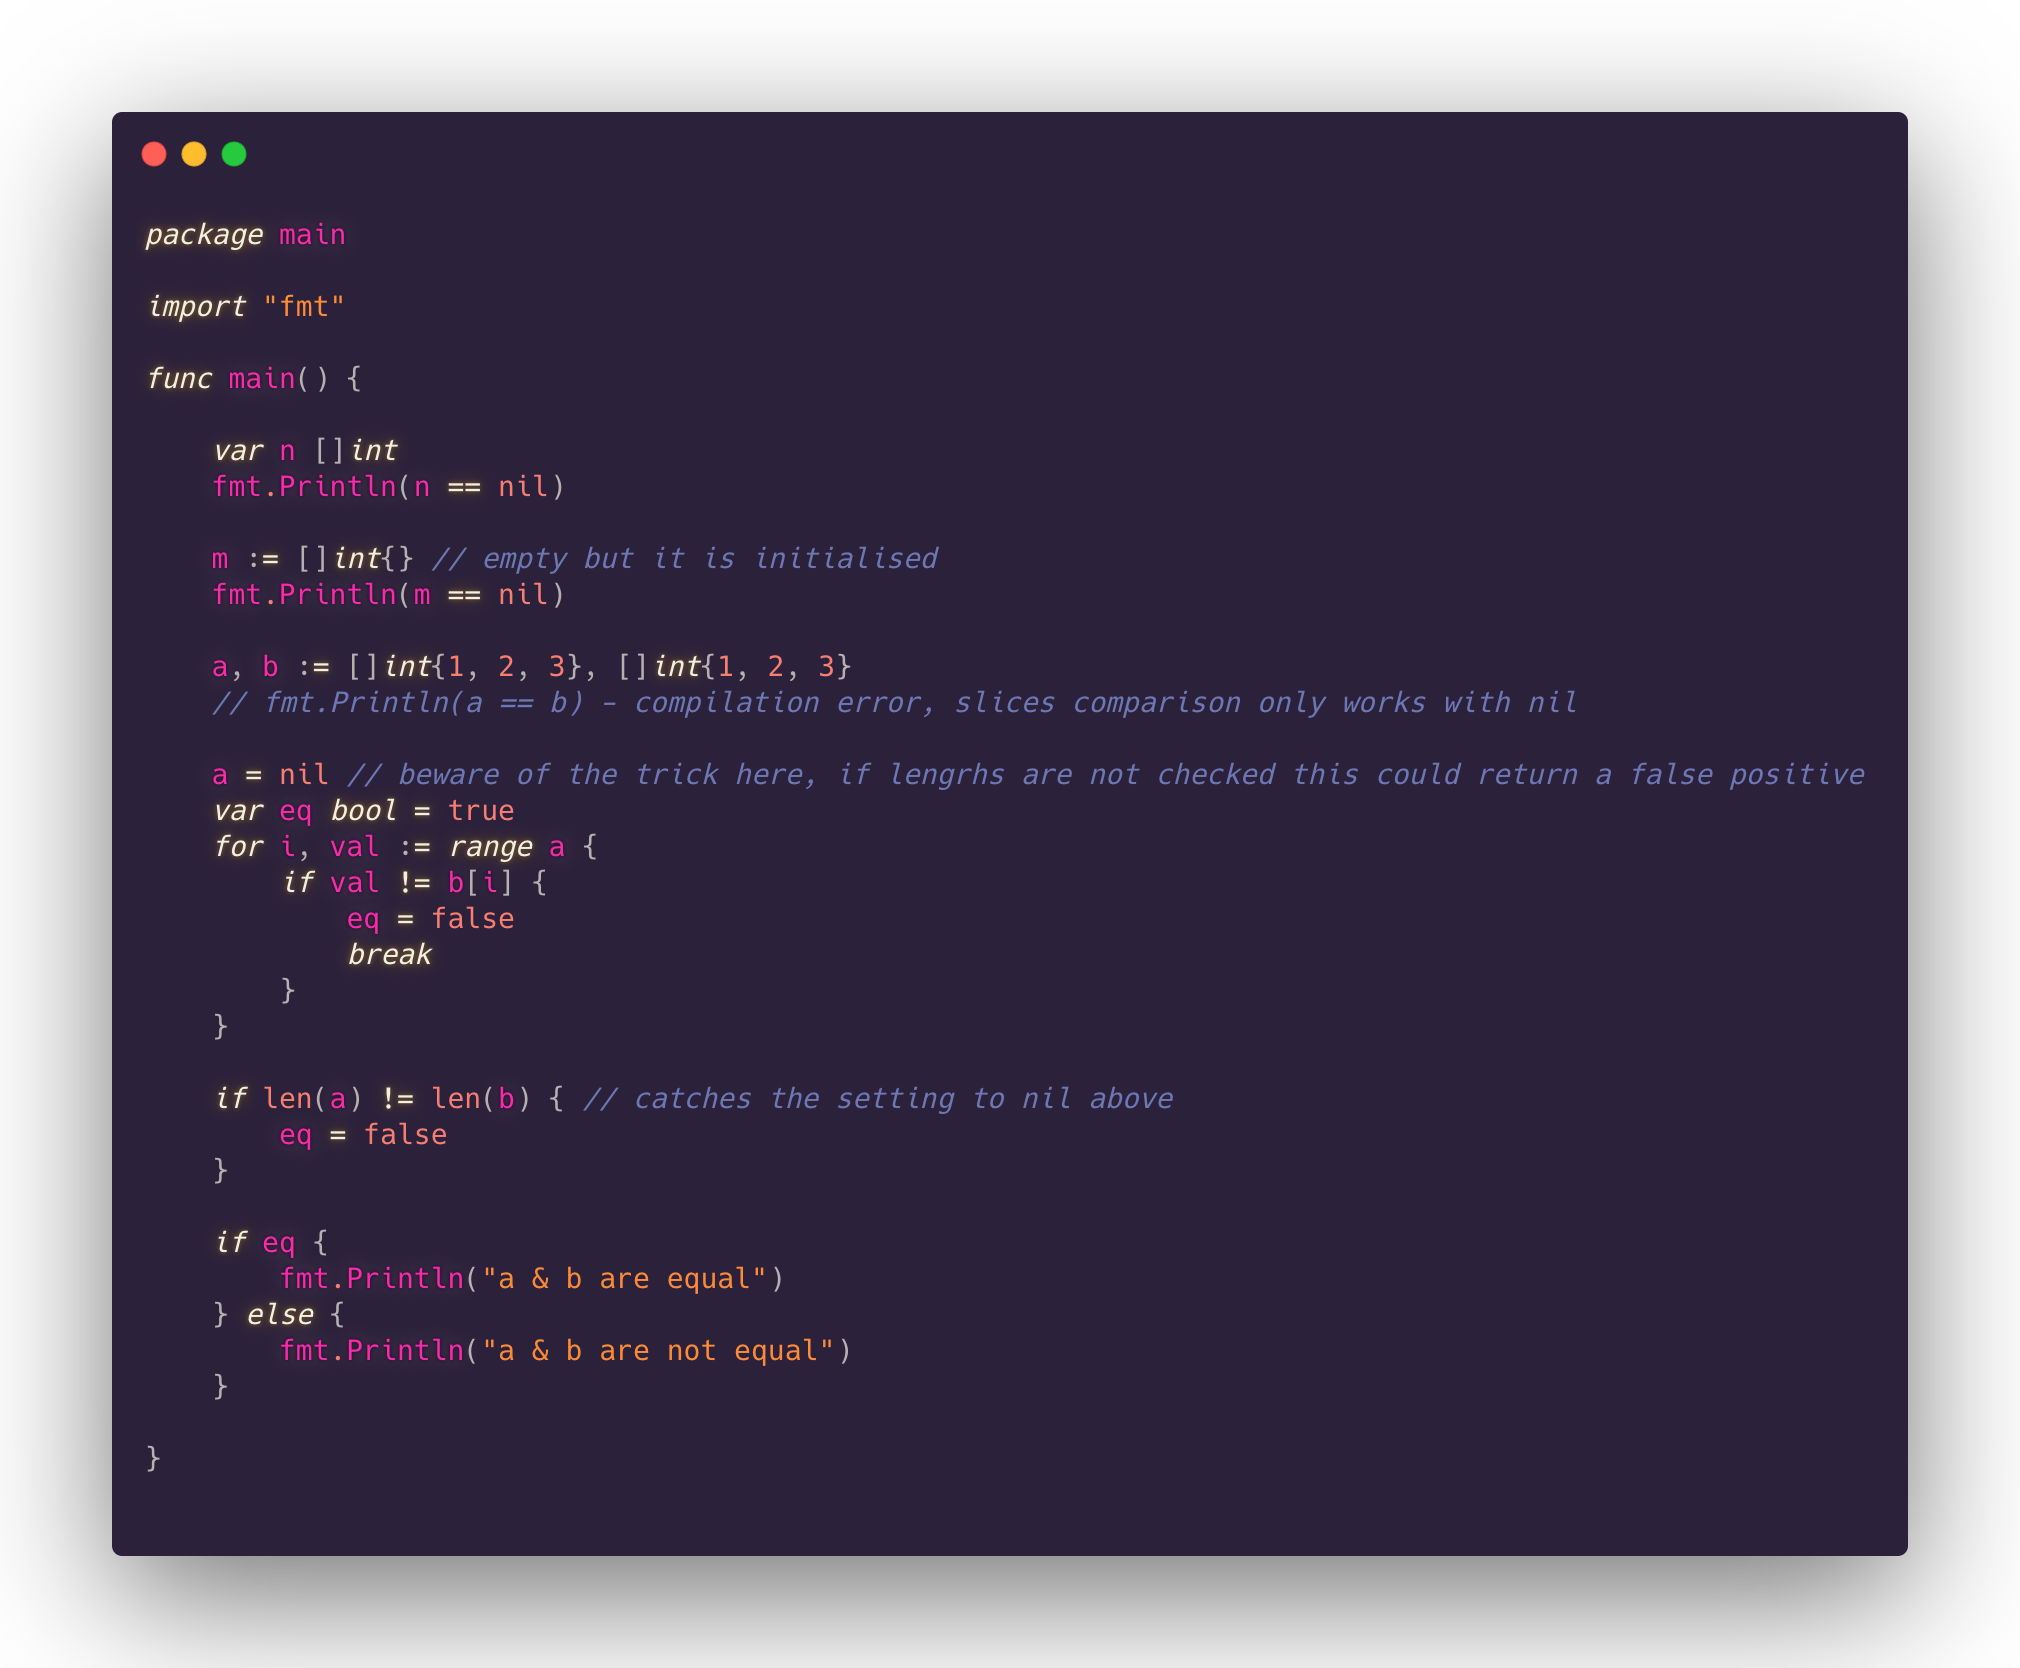 package main
import "fmt"
func main() {
var n []int
fmt.Println(n == nil)
m := []int{} // empty but it is initialised
fmt.Println(m == nil)
a, b := []int{1, 2, 3}, []int{1, 2, 3}
// fmt.Println(a == b) – compilation error, slices comparison only works with nil
a = nil // beware of the trick here, if lengrhs are not checked this could return a false positive
var eq bool = true
for i, val := range a {
if val != b[i] {
eq = false
break
}
}
if len(a) != len(b) { // catches the setting to nil above
eq = false
}
if eq {
fmt.Println("a & b are equal")
} else {
fmt.Println("a & b are not equal")
}
}